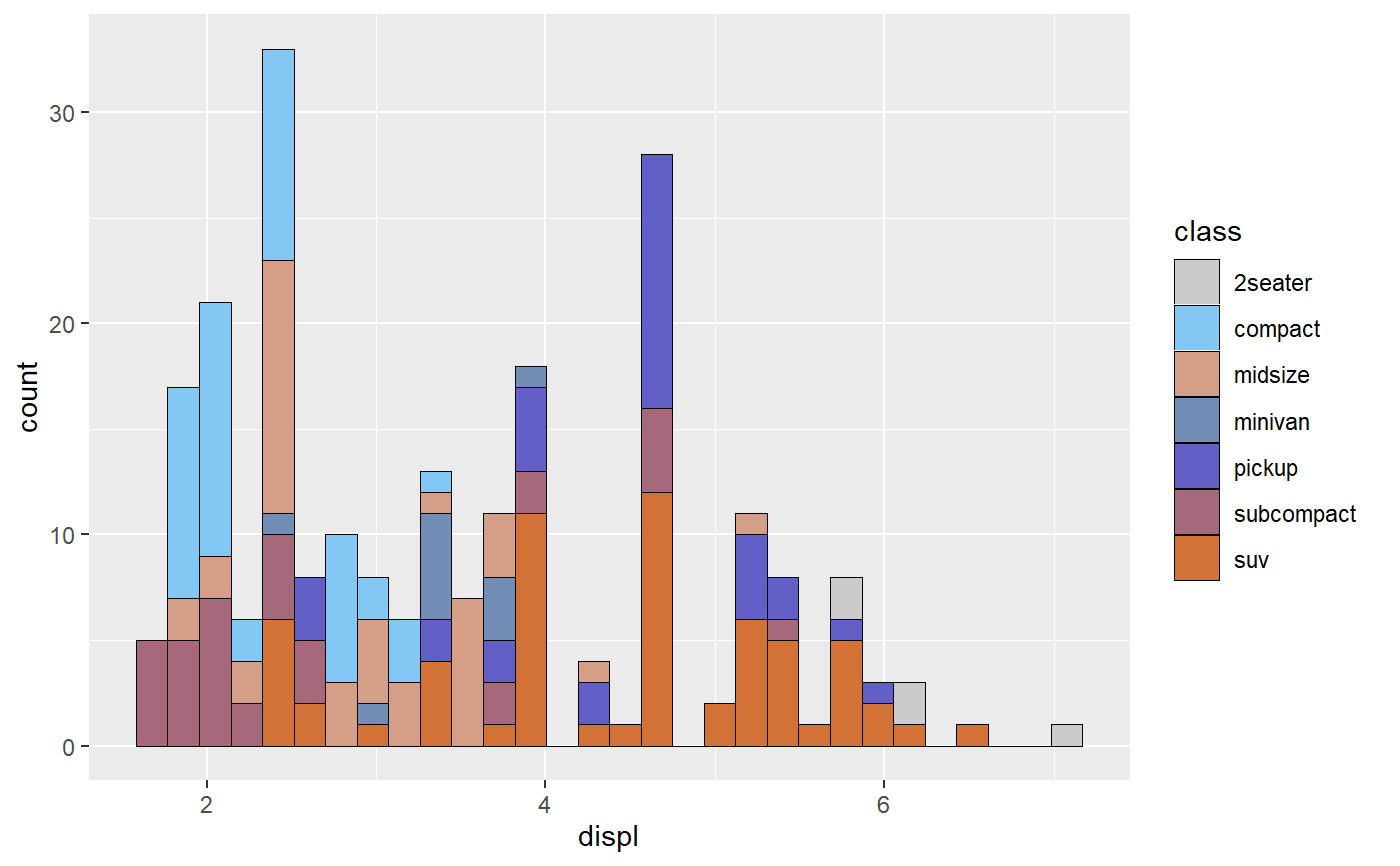 30
20
10
0
count
2
4
6
displ
class
2seater
compact
midsize
minivan
pickup
subcompact
suv